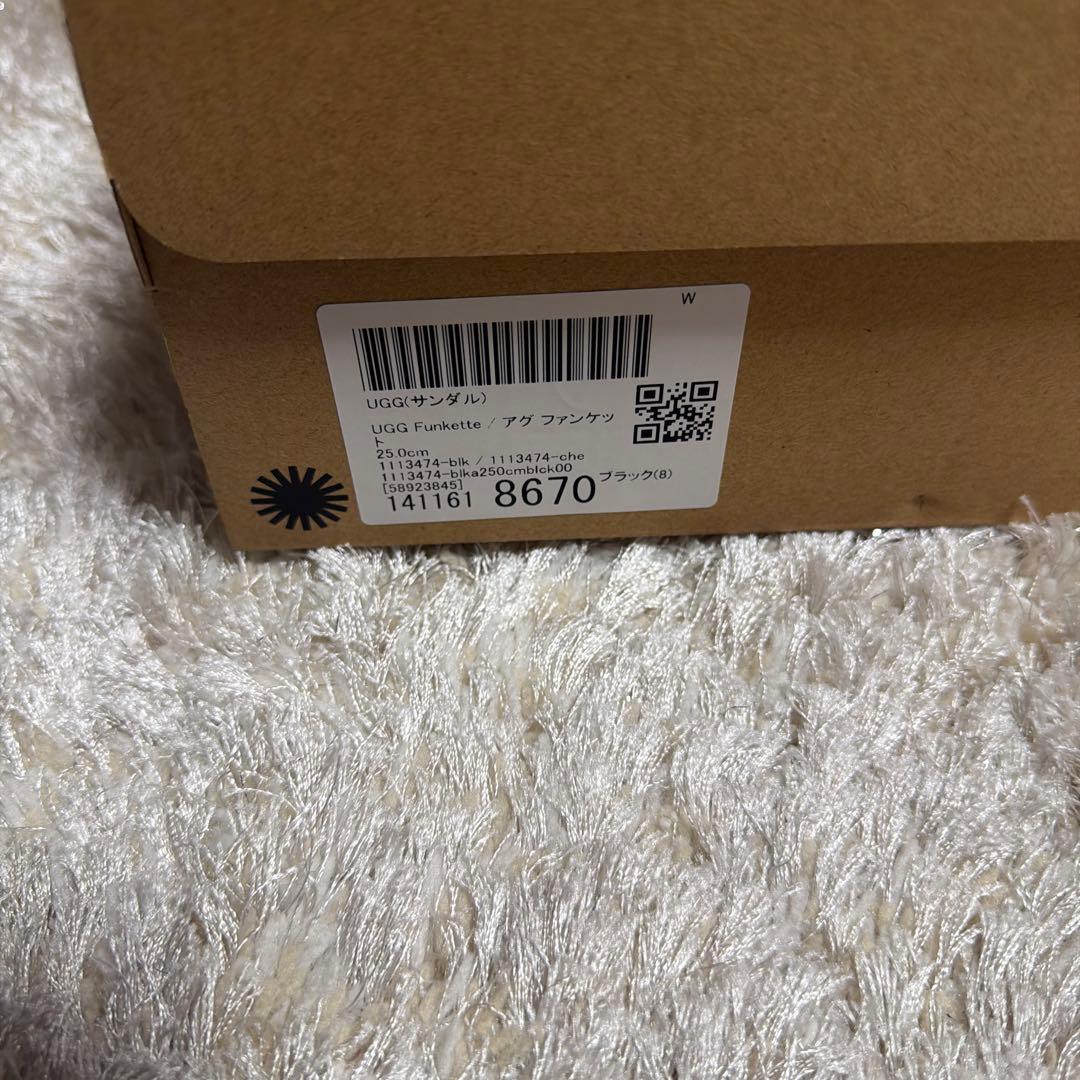 W
UGG(サンダル)
UGG Funkette / アグ ファンケッ
ト
25.0cm
1113474-blk / 1113474-che
1113474-blka250cmblck00
[58923845] ブラック(8)
141161 8670